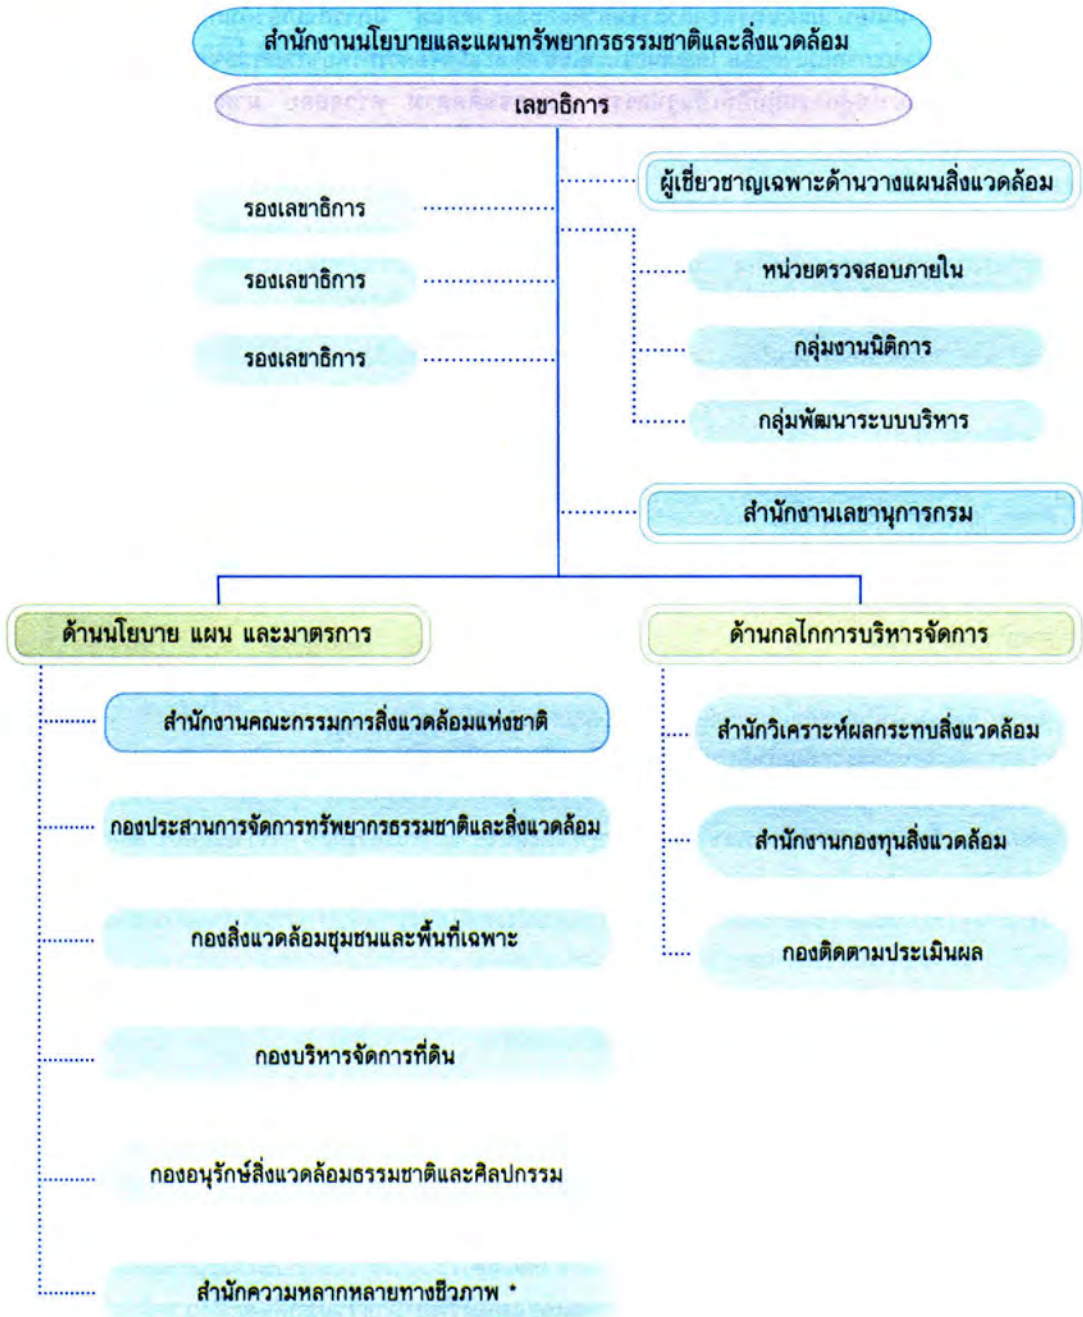 สำนักงานนโยบายและแผนทรัพยากรธรรมชาติและสิ่งแวดล้อม
เลขาธิการ
ผู้เชี่ยวชาญเฉพาะด้านวางแผนสิ่งแวดล้อม
รองเลขาธิการ
หน่วยตรวจสอบภายใน
รองเลขาธิการ
กลุ่มงานนิติการ
รองเลขาธิการ
กลุ่มพัฒนาระบบบริหาร
สำนักงานเลขานุการกรม
ด้านนโยบาย แผน และมาตรการ
สำนักงานคณะกรรมการสิ่งแวดล้อมแห่งชาติ
กองประสานการจัดการทรัพยากรธรรมชาติและสิ่งแวดล้อม
กองสิ่งแวดล้อมชุมชนและพื้นที่เฉพาะ
กองบริหารจัดการที่ดิน
กองอนุรักษ์สิ่งแวดล้อมธรรมชาติและศิลปกรรม
สำนักความหลากหลายทางชีวภาพ *
ด้านกลไกการบริหารจัดการ
สำนักวิเคราะห์ผลกระทบสิ่งแวดล้อม
สำนักงานกองทุนสิ่งแวดล้อม
กองติดตามประเมินผล